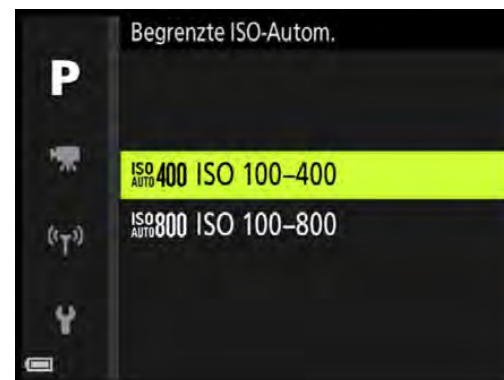 Begrenzte ISO-Autom.
P
ISO AUTO 400 ISO 100–400
ISO AUTO 800 ISO 100–800